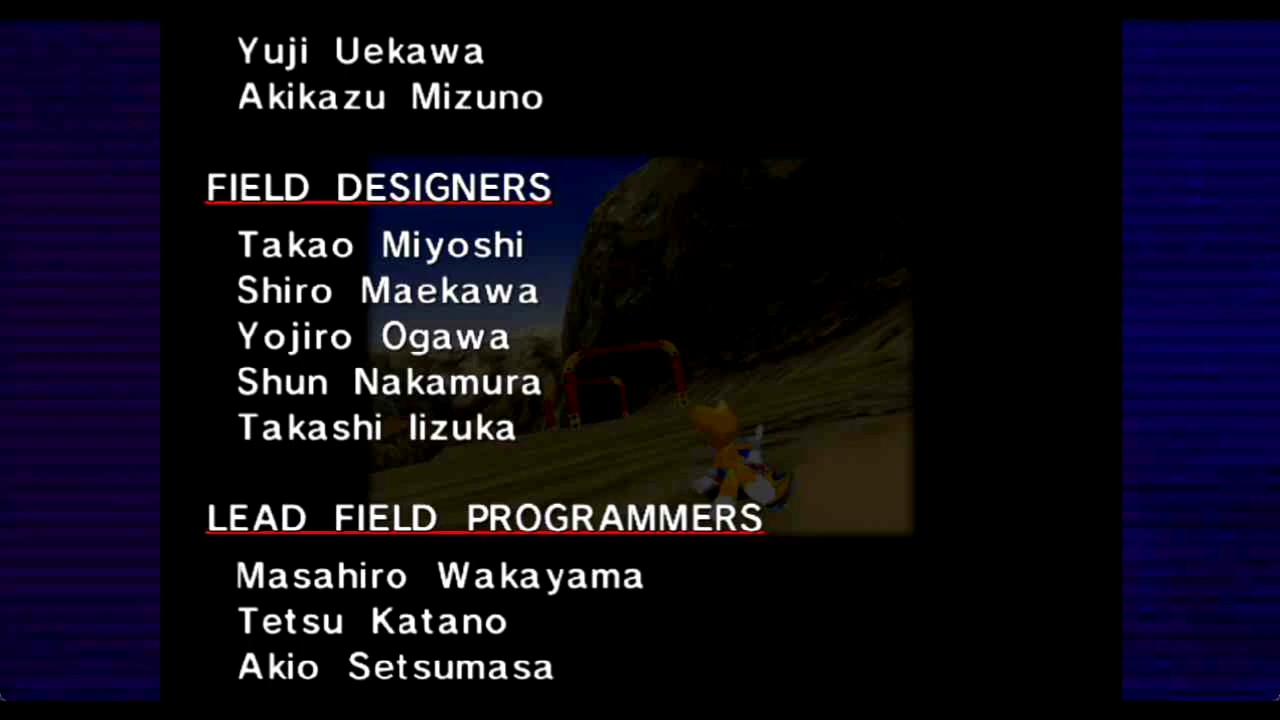 Yuji Uekawa
Akikazu Mizuno
FIELD DESIGNERS
Takao Miyoshi
Shiro Maekawa
Yojiro Ogawa
Shun Nakamura
Takashi Iizuka
LEAD FIELD PROGRAMMERS
Masahiro Wakayama
Tetsu Katano
Akio Setsumasa